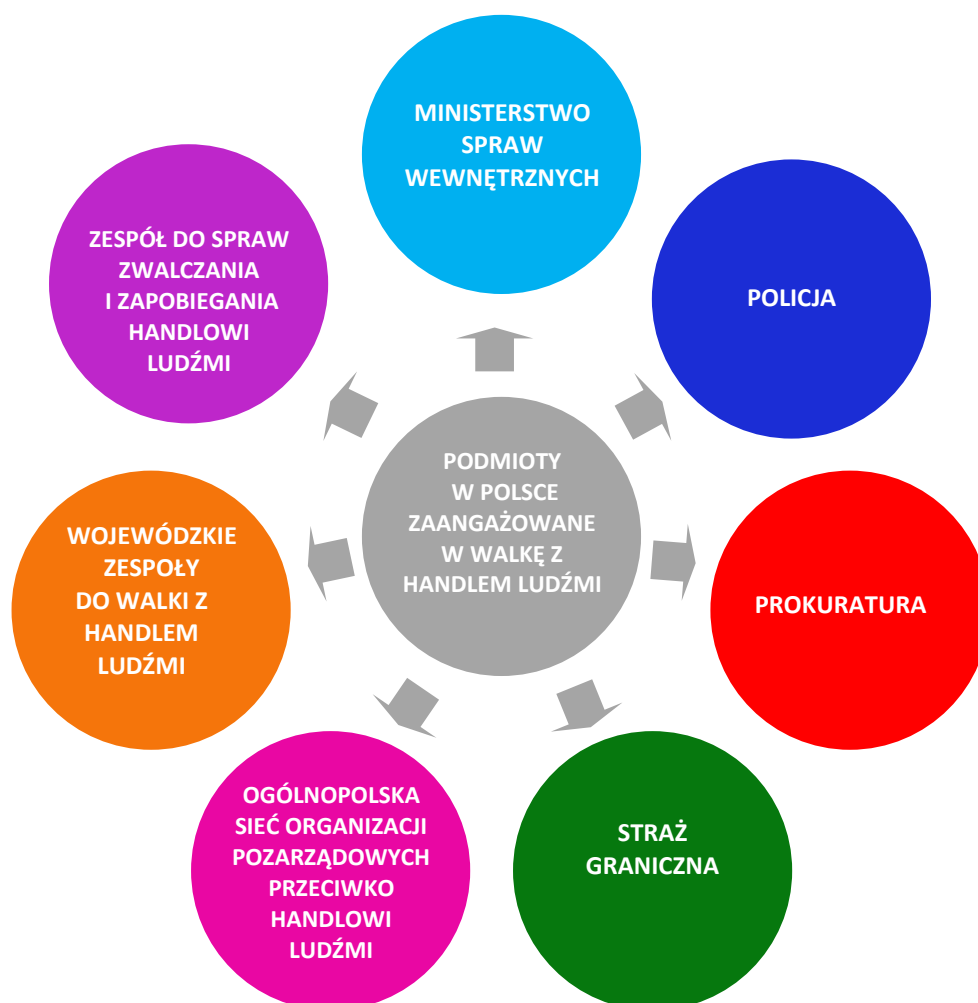 MINISTERSTWO
SPRAW
WEWNĘTRZNYCH
POLICJA
PROKURATURA
STRAŻ
GRANICZNA
OGÓLNOPOLSKA
SIEĆ ORGANIZACJI
POZARZĄDOWYCH
PRZECIWKO
HANDLOWI
LUDŹMI
WOJEWÓDZKIE
ZESPOŁY
DO WALKI Z
HANDLEM
LUDŹMI
ZESPÓŁ DO SPRAW
ZWALCZANIA
I ZAPOBIEGANIA
HANDLOWI
LUDŹMI
PODMIOTY
W POLSCE
ZAANGAŻOWANE
W WALKĘ Z
HANDLEM LUDŹMI